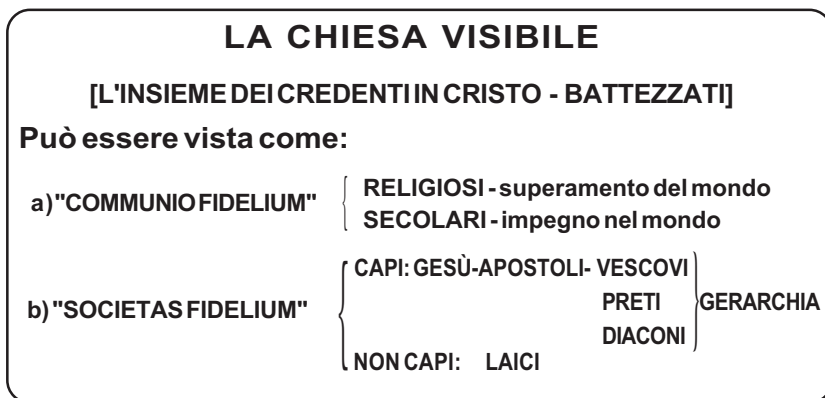 LA CHIESA VISIBILE
[L'INSIEME DEI CREDENTI IN CRISTO - BATTEZZATI]
Può essere vista come:
a) "COMMUNIO FIDELIUM"
RELIGIOSI - superamento del mondo
SECOLARI - impegno nel mondo
b) "SOCIETAS FIDELIUM"
CAPI: GESÙ-APOSTOLI- VESCOVI
PRETI
DIACONI
GERARCHIA
NON CAPI: LAICI